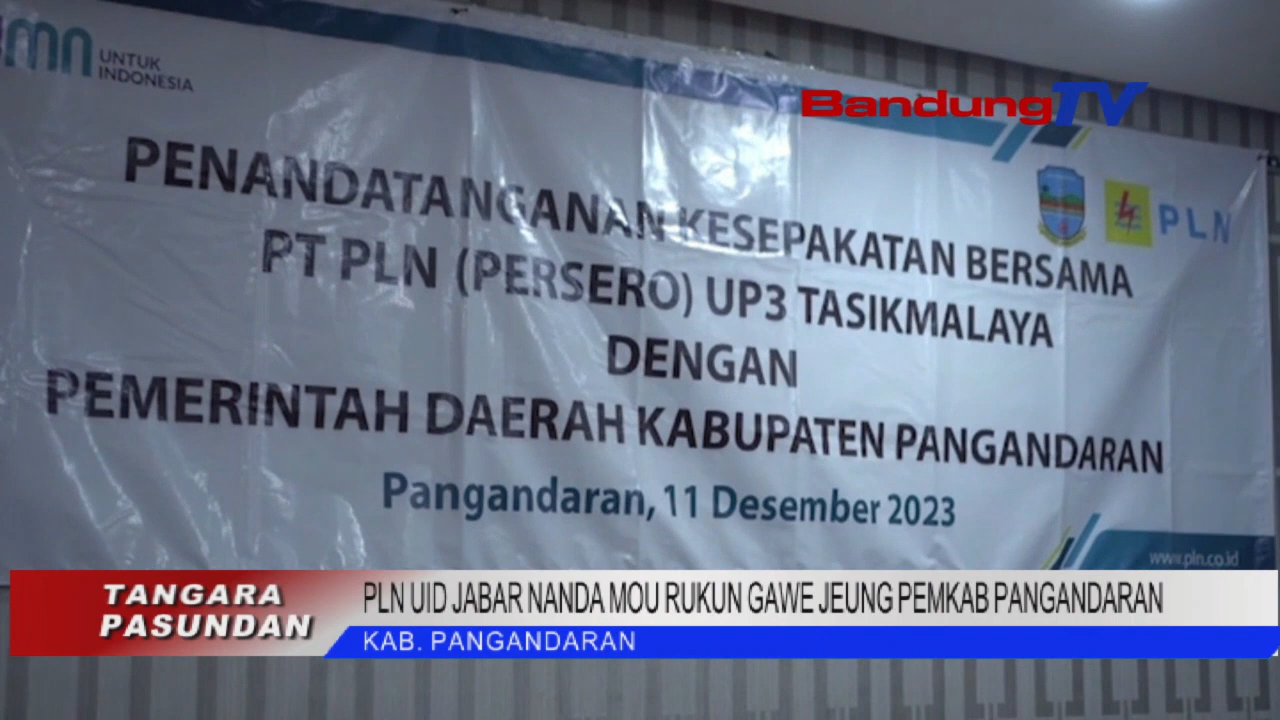 UNTUK
INDONESIA
BandungTV
PLN
PENANDATANGANAN KESEPAKATAN BERSAMA
PT PLN (PERSERO) UP3 TASIKMALAYA
DENGAN
PEMERINTAH DAERAH KABUPATEN PANGANDARAN
Pangandaran, 11 Desember 2023
www.pln.co.id
TANGARA
PASUNDAN
PLN UID JABAR NANDA MOU RUKUN GAWE JEUNG PEMKAB PANGANDARAN
KAB. PANGANDARAN